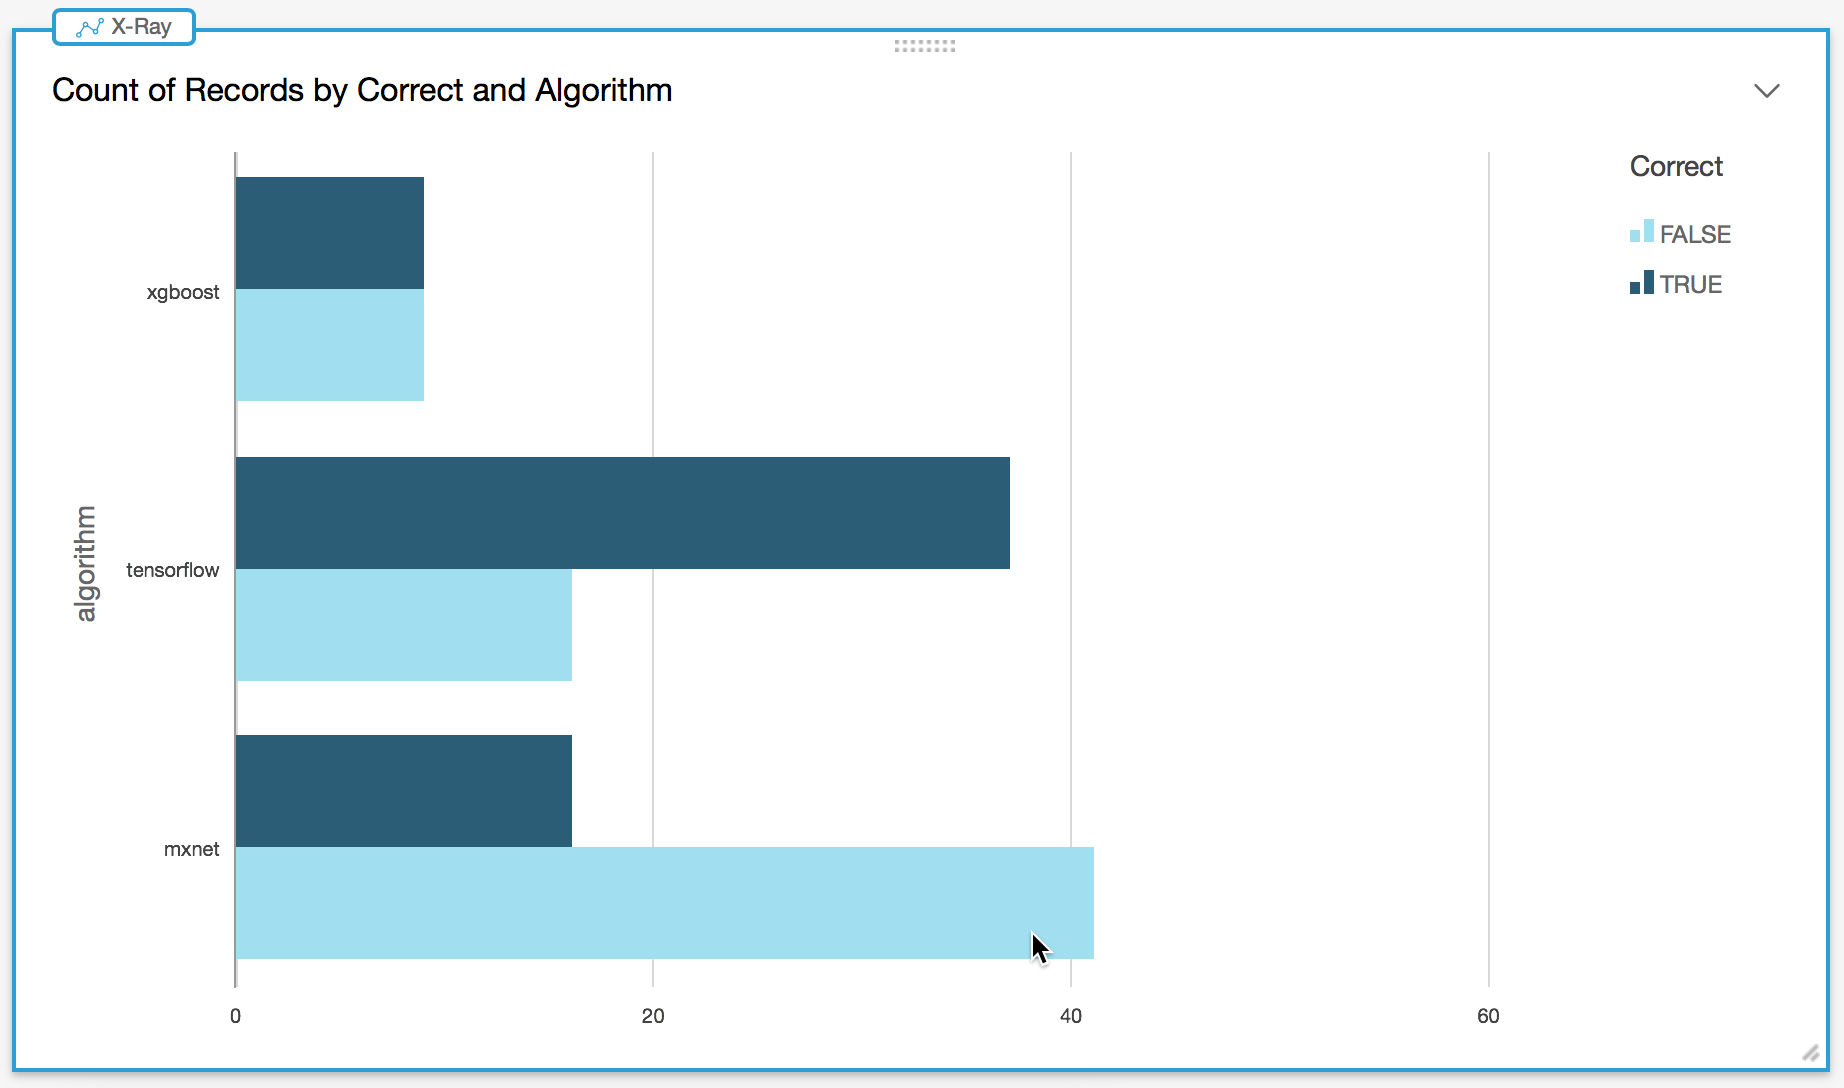 X-Ray
Count of Records by Correct and Algorithm
Correct
FALSE
TRUE
algorithm
xgboost
tensorflow
mxnet
0 20 40 60